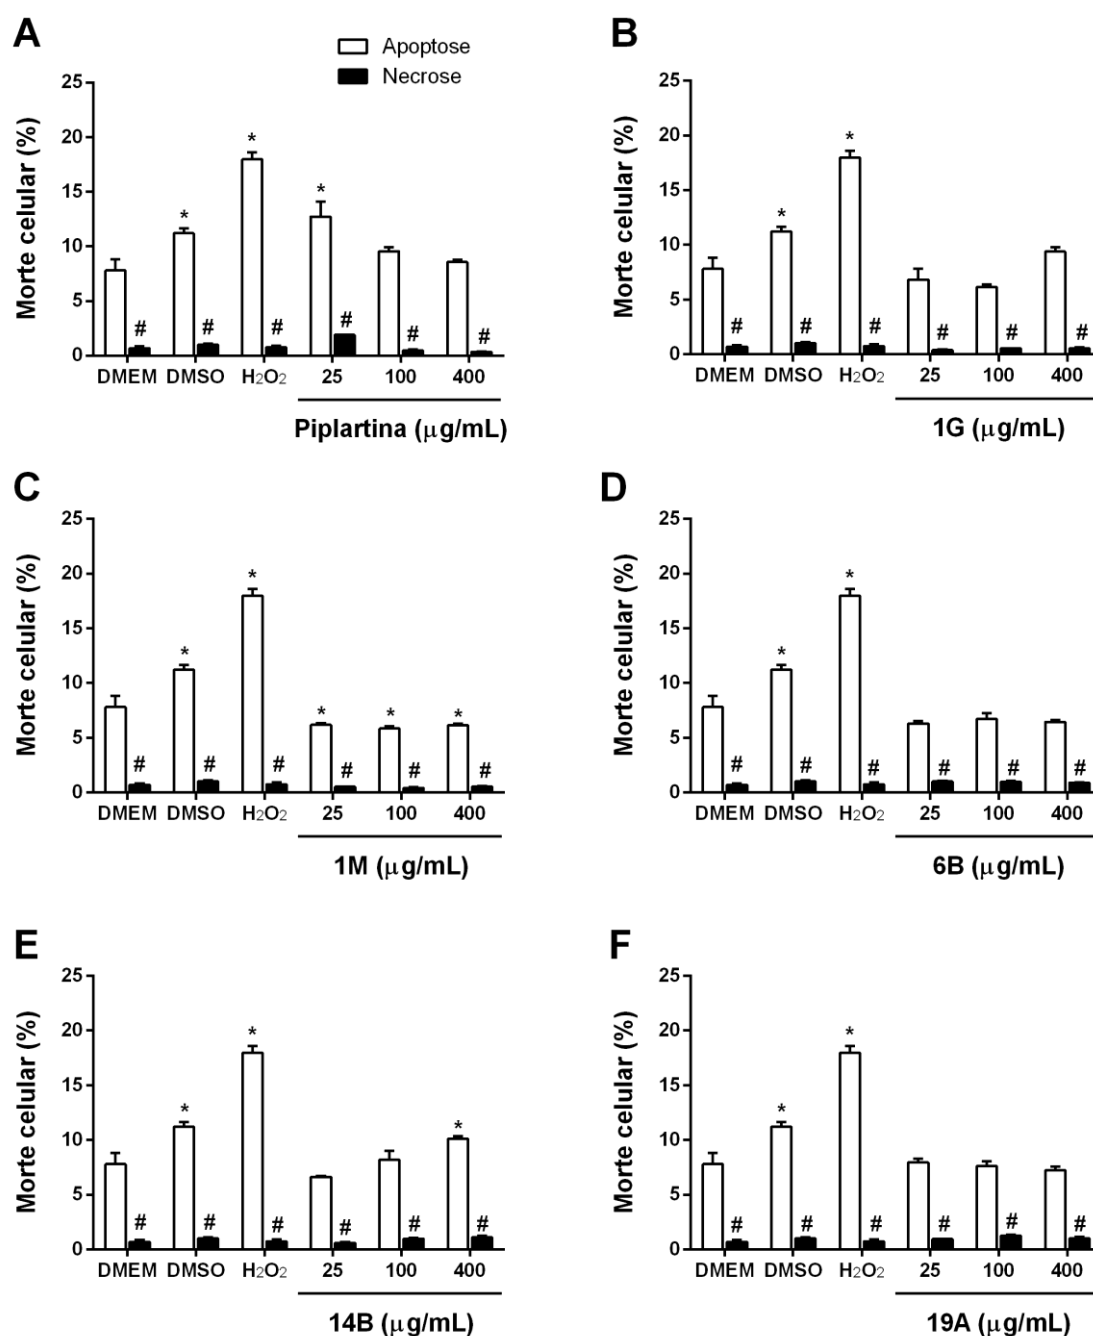 A
Apoptose
Necrose
Morte celular (%)
25
20
15
10
5
0
* * * *
# # # # # #
DMEM DMSO H₂O₂ 25 100 400
Piplartina (μg/mL)
B
Morte celular (%)
25
20
15
10
5
0
* *
# # # # # #
DMEM DMSO H₂O₂ 25 100 400
1G (μg/mL)
C
Morte celular (%)
25
20
15
10
5
0
* * * * *
# # # # # #
DMEM DMSO H₂O₂ 25 100 400
1M (μg/mL)
D
Morte celular (%)
25
20
15
10
5
0
* *
# # # # # #
DMEM DMSO H₂O₂ 25 100 400
6B (μg/mL)
E
Morte celular (%)
25
20
15
10
5
0
* * *
# # # # # #
DMEM DMSO H₂O₂ 25 100 400
14B (μg/mL)
F
Morte celular (%)
25
20
15
10
5
0
* *
# # # # # #
DMEM DMSO H₂O₂ 25 100 400
19A (μg/mL)